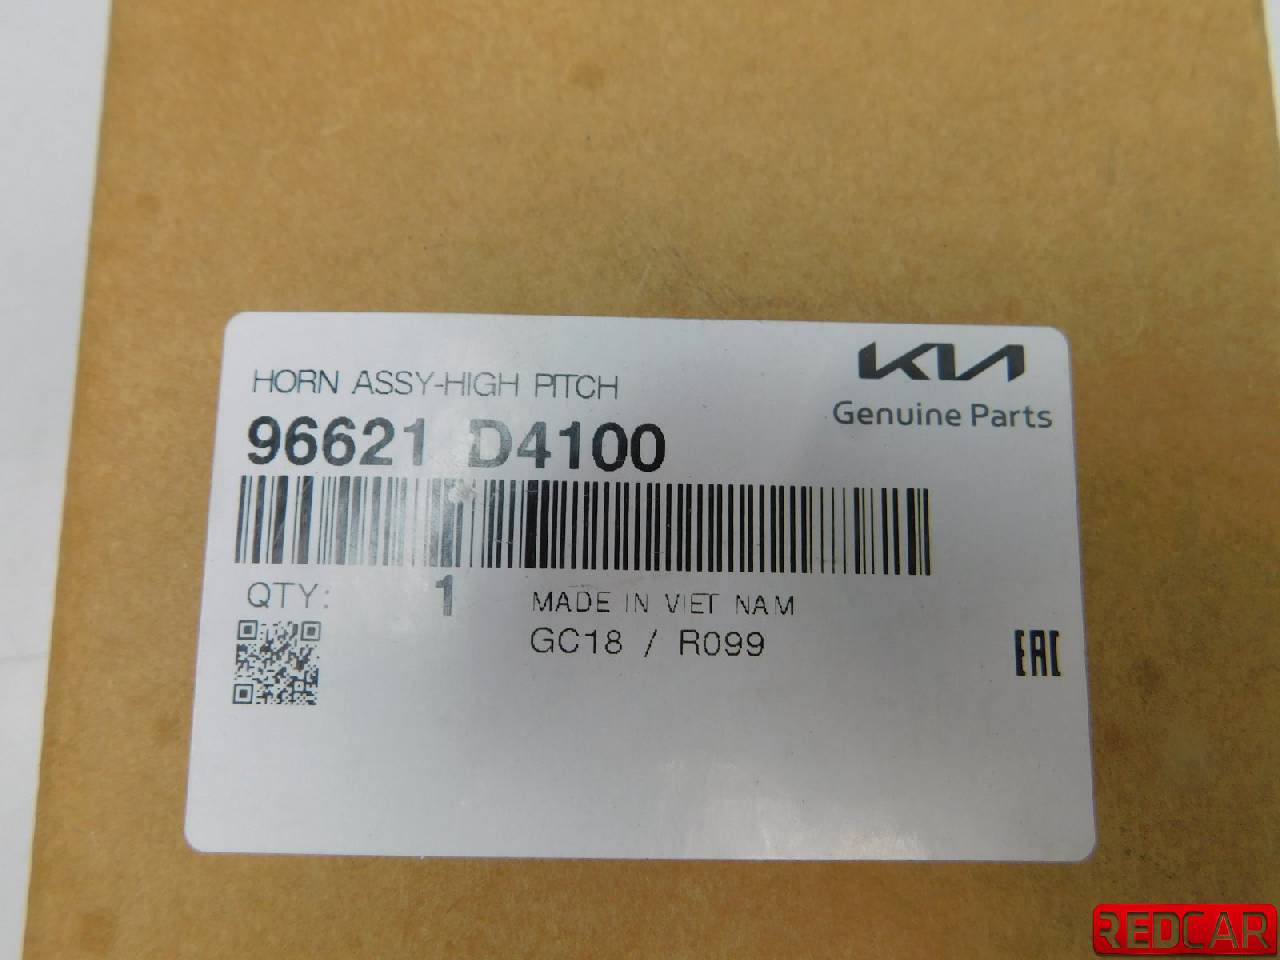 HORN ASSY-HIGH PITCH
KIA
Genuine Parts
96621 D4100
QTY: 1
MADE IN VIET NAM
GC18 / R099
EAC
REDCAR